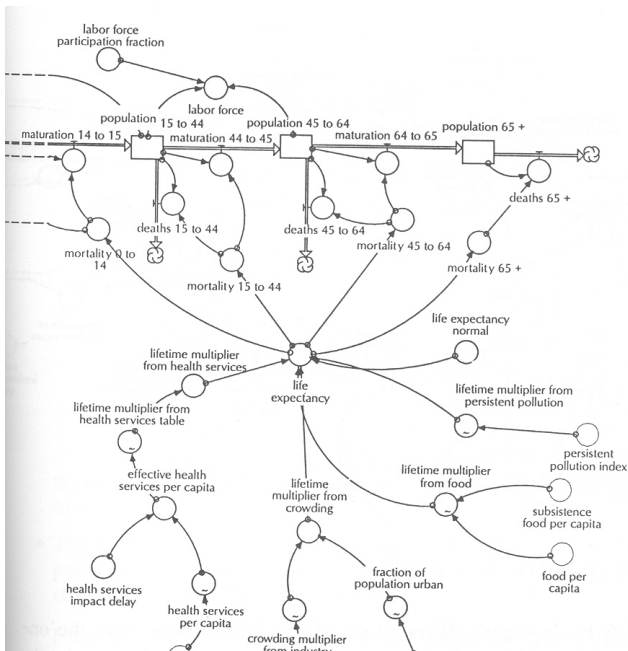 labor force
participation fraction
labor force
population 15 to 44
population 45 to 64
population 65 +
maturation 14 to 15
maturation 44 to 45
maturation 64 to 65
deaths 65 +
deaths 15 to 44
deaths 45 to 64
mortality 0 to
14
mortality 45 to 64
mortality 65 +
mortality 15 to 44
life expectancy
normal
lifetime multiplier
from health services
life
expectancy
lifetime multiplier from
persistent pollution
lifetime multiplier from
health services table
persistent
pollution index
effective health
services per capita
lifetime
multiplier from
crowding
lifetime multiplier
from food
subsistence
food per capita
fraction of
population urban
food per
capita
health services
impact delay
health services
per capita
crowding multiplier
from industry